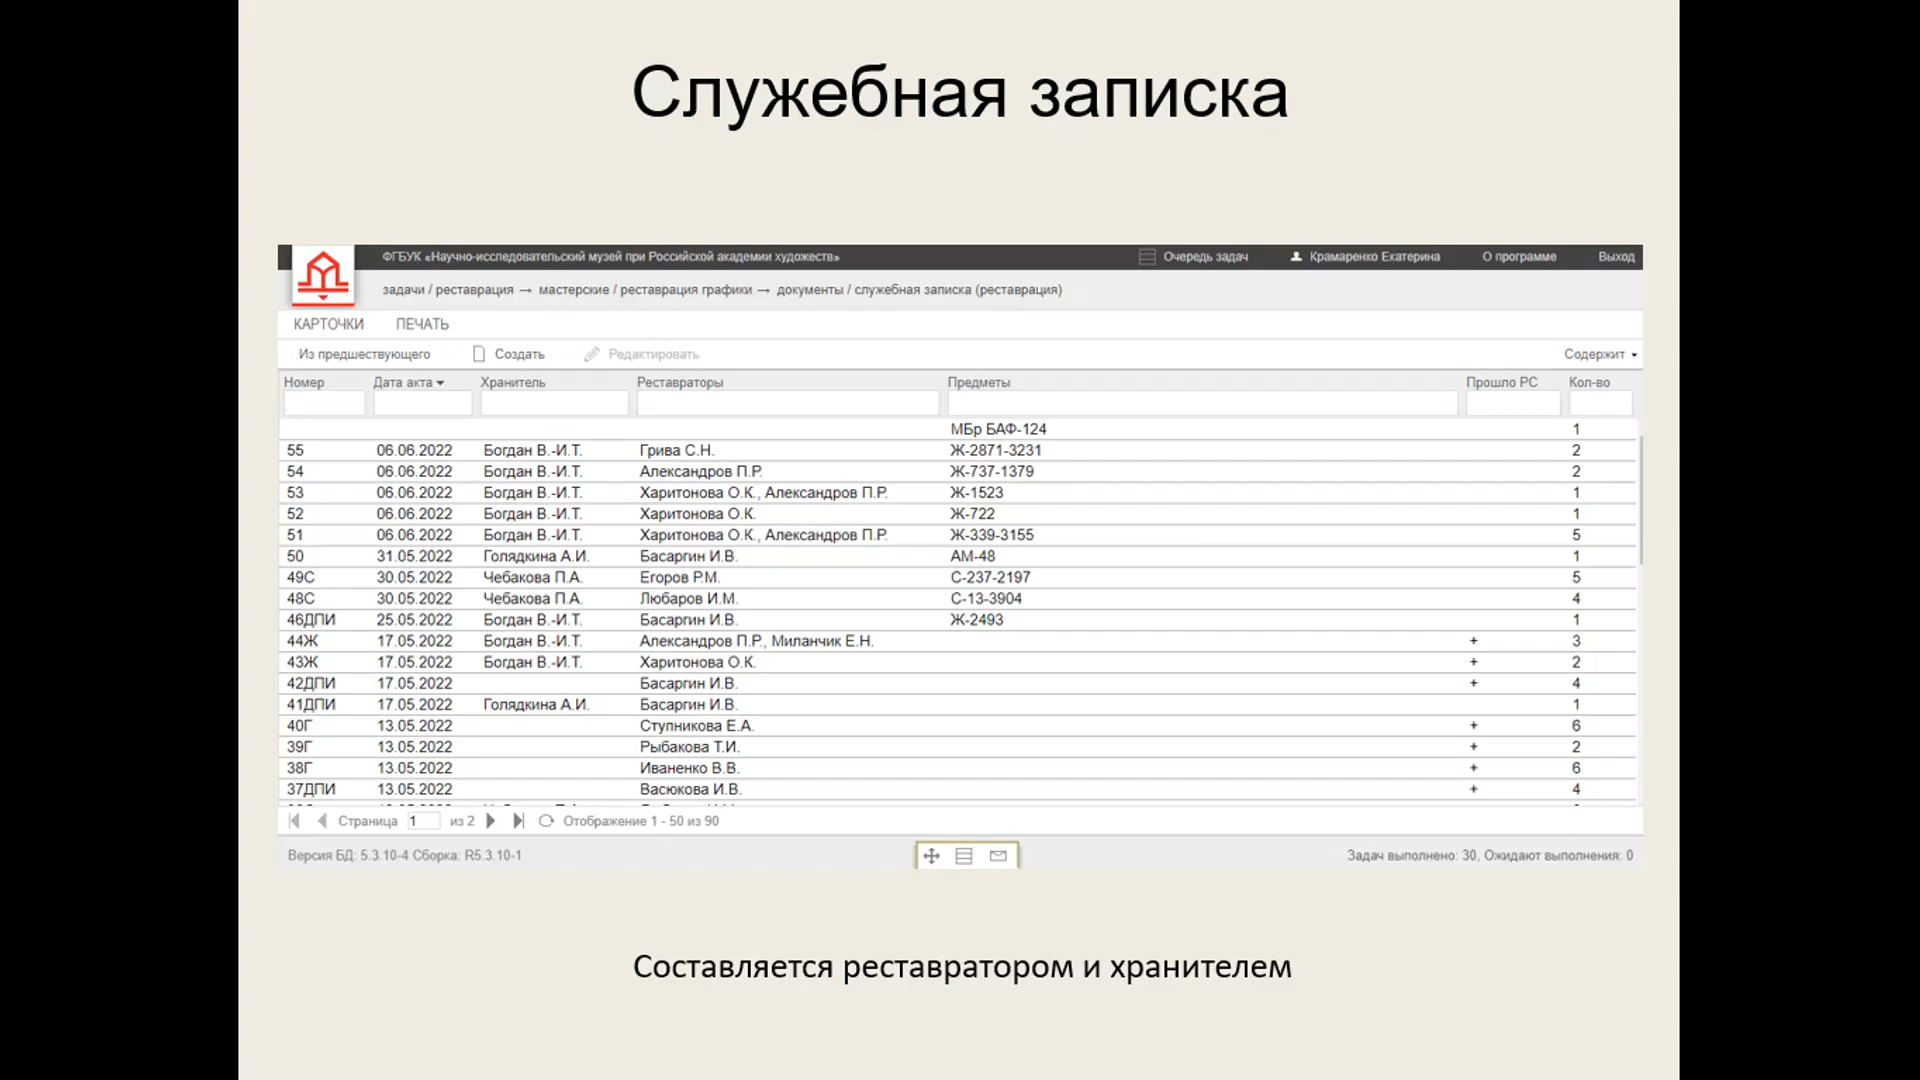 Служебная записка
ФГБУК «Научно-исследовательский музей при Российской академии художеств» Очередь задач Крамаренко Екатерина О программе Выход
задачи / реставрация → мастерские / реставрация графики → документы / служебная записка (реставрация)
КАРТОЧКИ ПЕЧАТЬ
Из предшествующего Создать Редактировать Содержит
Номер Дата акта Хранитель Реставраторы Предметы Прошло РС Кол-во
МБр БАФ-124 1
55 06.06.2022 Богдан В.-И.Т. Грива С.Н. Ж-2871-3231 2
54 06.06.2022 Богдан В.-И.Т. Александров П.Р. Ж-737-1379 2
53 06.06.2022 Богдан В.-И.Т. Харитонова О.К., Александров П.Р. Ж-1523 1
52 06.06.2022 Богдан В.-И.Т. Харитонова О.К. Ж-722 1
51 06.06.2022 Богдан В.-И.Т. Харитонова О.К., Александров П.Р. Ж-339-3155 5
50 31.05.2022 Голядкина А.И. Басаргин И.В. АМ-48 1
49С 30.05.2022 Чебакова П.А. Егоров Р.М. С-237-2197 5
48С 30.05.2022 Чебакова П.А. Любаров И.М. С-13-3904 4
46ДПИ 25.05.2022 Богдан В.-И.Т. Басаргин И.В. Ж-2493 1
44Ж 17.05.2022 Богдан В.-И.Т. Александров П.Р., Миланчик Е.Н. + 3
43Ж 17.05.2022 Богдан В.-И.Т. Харитонова О.К. + 2
42ДПИ 17.05.2022 Басаргин И.В. + 4
41ДПИ 17.05.2022 Голядкина А.И. Басаргин И.В. 1
40Г 13.05.2022 Ступникова Е.А. + 6
39Г 13.05.2022 Рыбакова Т.И. + 2
38Г 13.05.2022 Иваненко В.В. + 6
37ДПИ 13.05.2022 Васюкова И.В. + 4
Страница 1 из 2 Отображение 1 - 50 из 90
Версия БД: 5.3.10-4 Сборка: R5.3.10-1 Задач выполнено: 30, Ожидают выполнения: 0
Составляется реставратором и хранителем